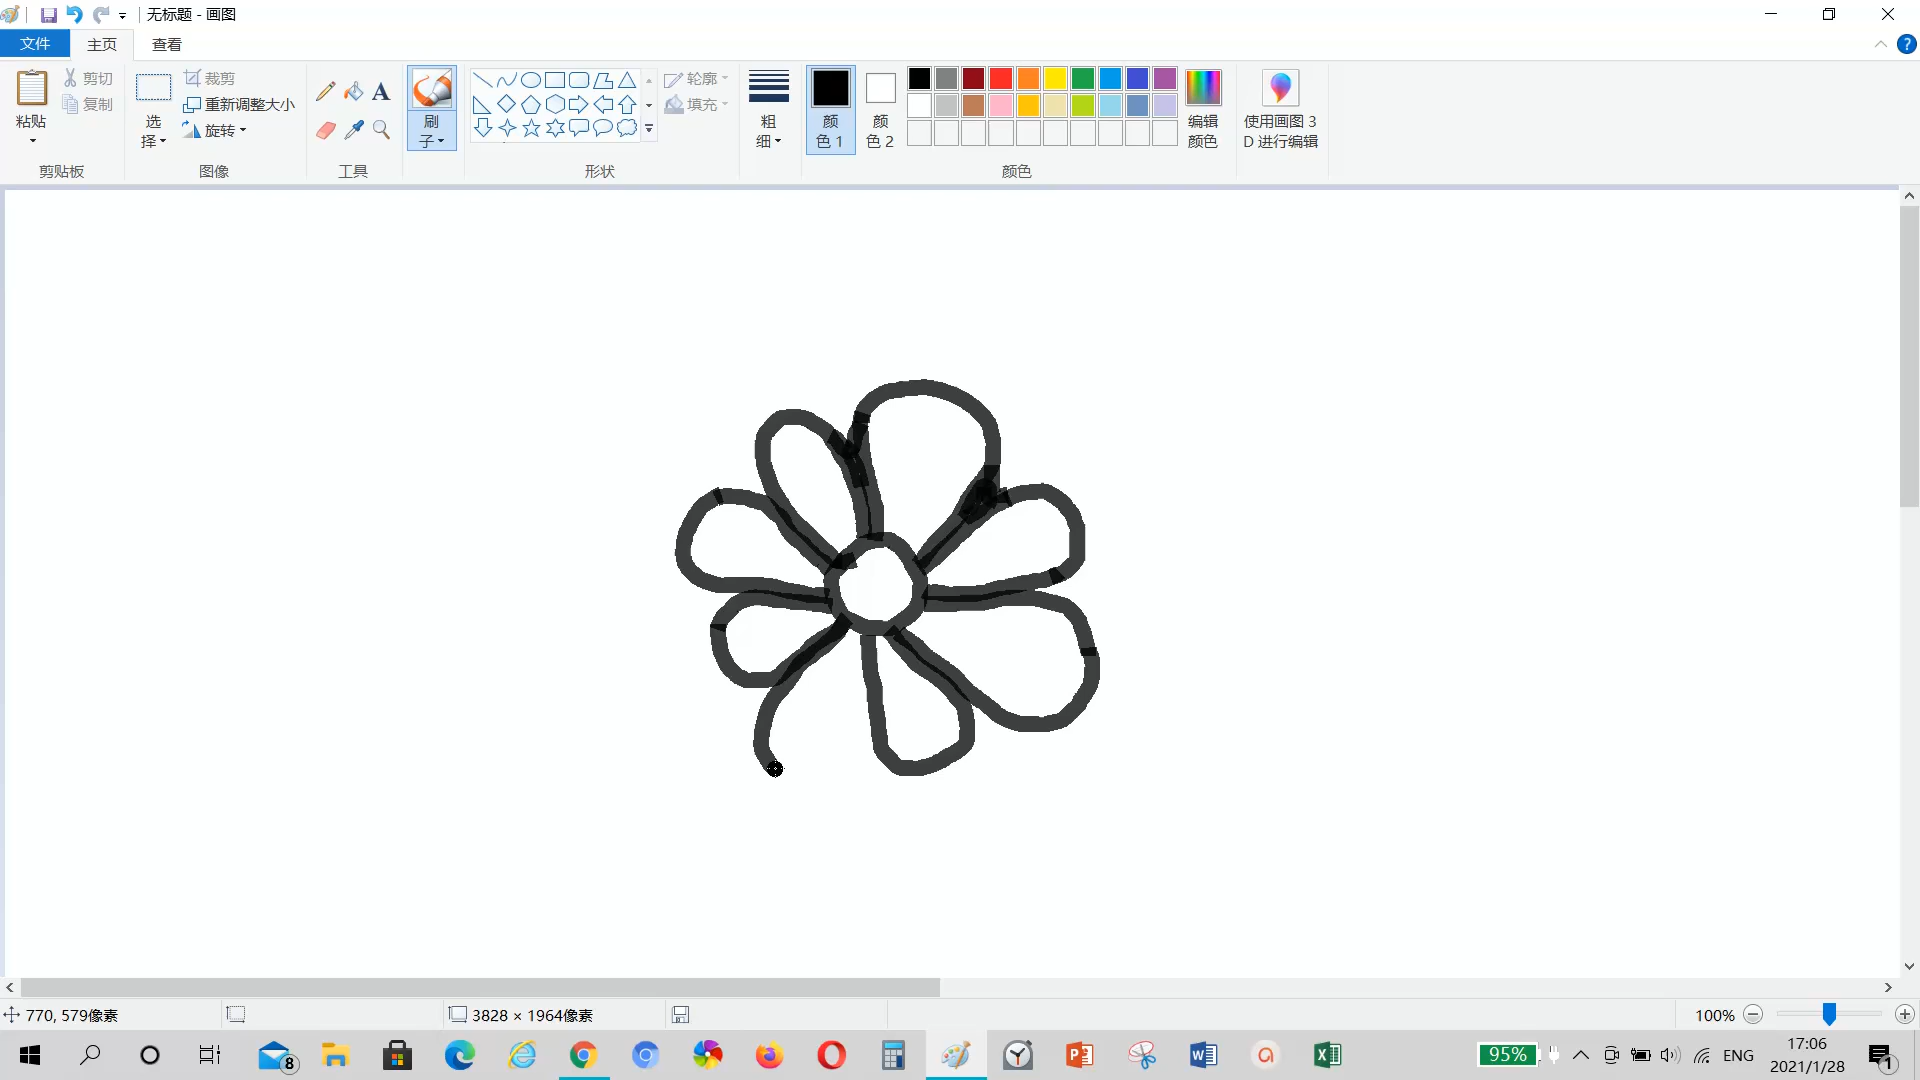 无标题 - 画图
文件 主页 查看
粘贴
剪切
复制
剪贴板
选
择
裁剪
重新调整大小
旋转
图像
A
工具
刷
子
轮廓
填充
形状
粗
细
颜
色 1
颜
色 2
编辑
颜色
颜色
使用画图 3
D 进行编辑
770, 579像素
3828 × 1964像素
100%
8
95%
ENG
17:06
2021/1/28
1